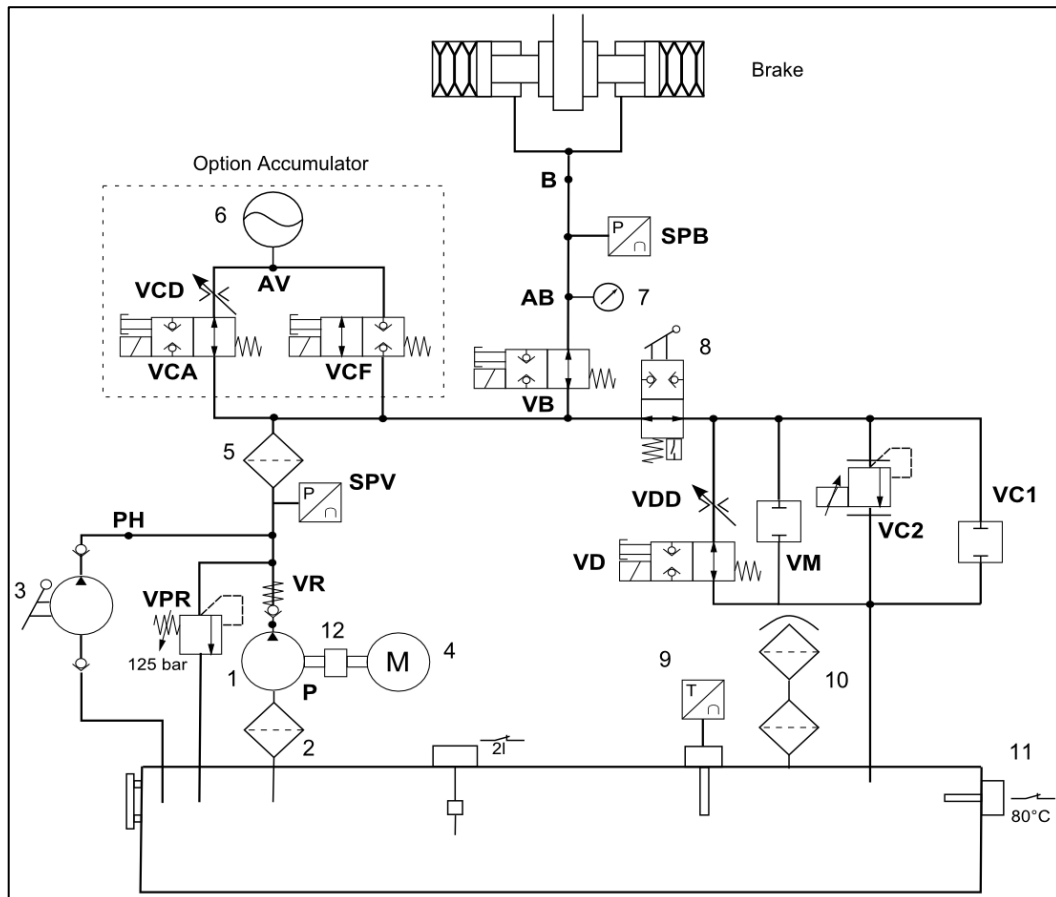 Brake
Option Accumulator
6
B
P
SPB
VCD
AV
AB
7
VCA
VCF
VB
8
5
P
SPV
PH
VDD
VC1
VC2
VD
VM
3
VPR
VR
125 bar
12
1
M
4
P
9
T
10
2
2l
11
80°C